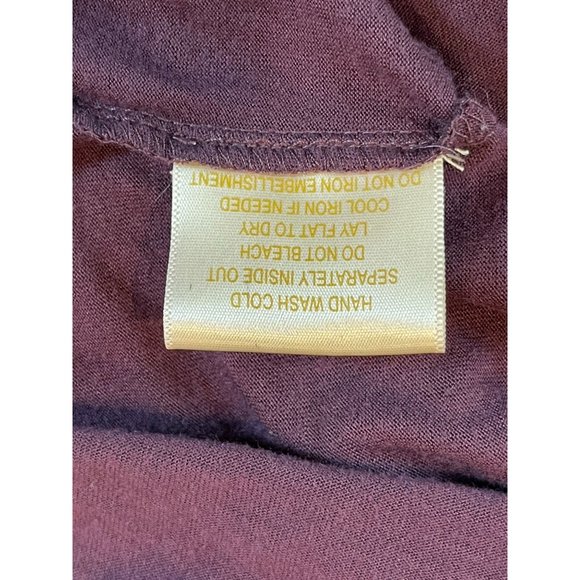 HAND WASH COLD
SEPARATELY INSIDE OUT
DO NOT BLEACH
LAY FLAT TO DRY
COOL IRON IF NEEDED
DO NOT IRON EMBELLISHMENT